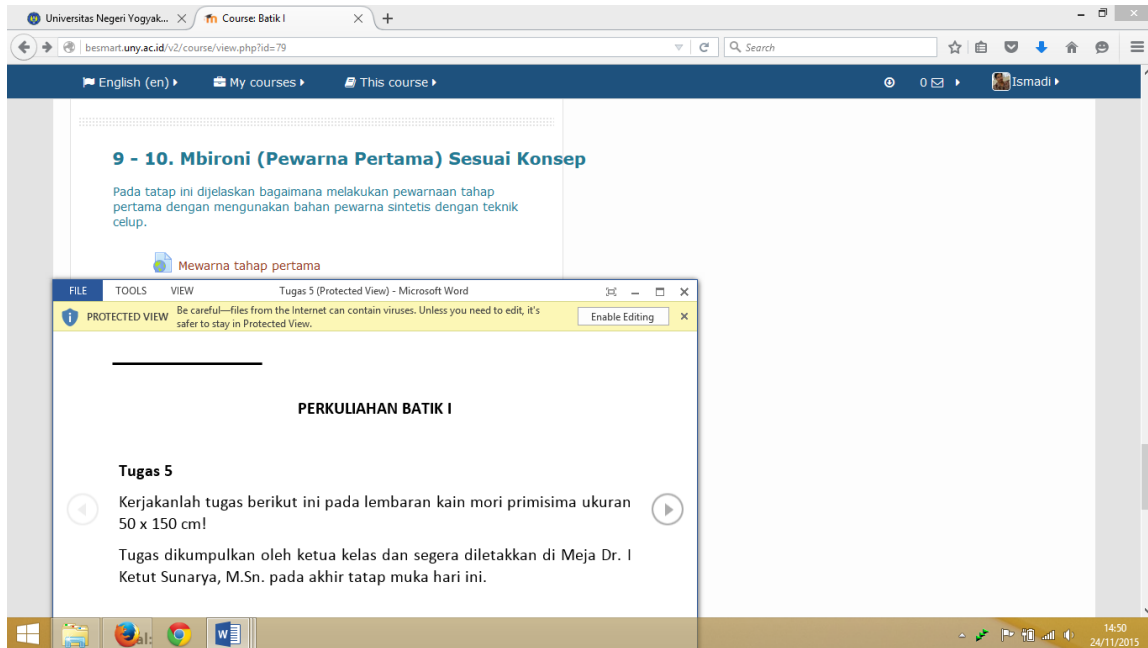 Universitas Negeri Yogyak...
Course: Batik I
besmart.uny.ac.id/v2/course/view.php?id=79
Search
English (en)
My courses
This course
0
Ismadi
9 - 10. Mbironi (Pewarna Pertama) Sesuai Konsep
Pada tatap ini dijelaskan bagaimana melakukan pewarnaan tahap
pertama dengan mengunakan bahan pewarna sintetis dengan teknik
celup.
Mewarna tahap pertama
FILE TOOLS VIEW Tugas 5 (Protected View) - Microsoft Word
PROTECTED VIEW Be careful—files from the Internet can contain viruses. Unless you need to edit, it's
safer to stay in Protected View.
Enable Editing
PERKULIAHAN BATIK I
Tugas 5
Kerjakanlah tugas berikut ini pada lembaran kain mori primisima ukuran
50 x 150 cm!
Tugas dikumpulkan oleh ketua kelas dan segera diletakkan di Meja Dr. I
Ketut Sunarya, M.Sn. pada akhir tatap muka hari ini.
14:50
24/11/2015